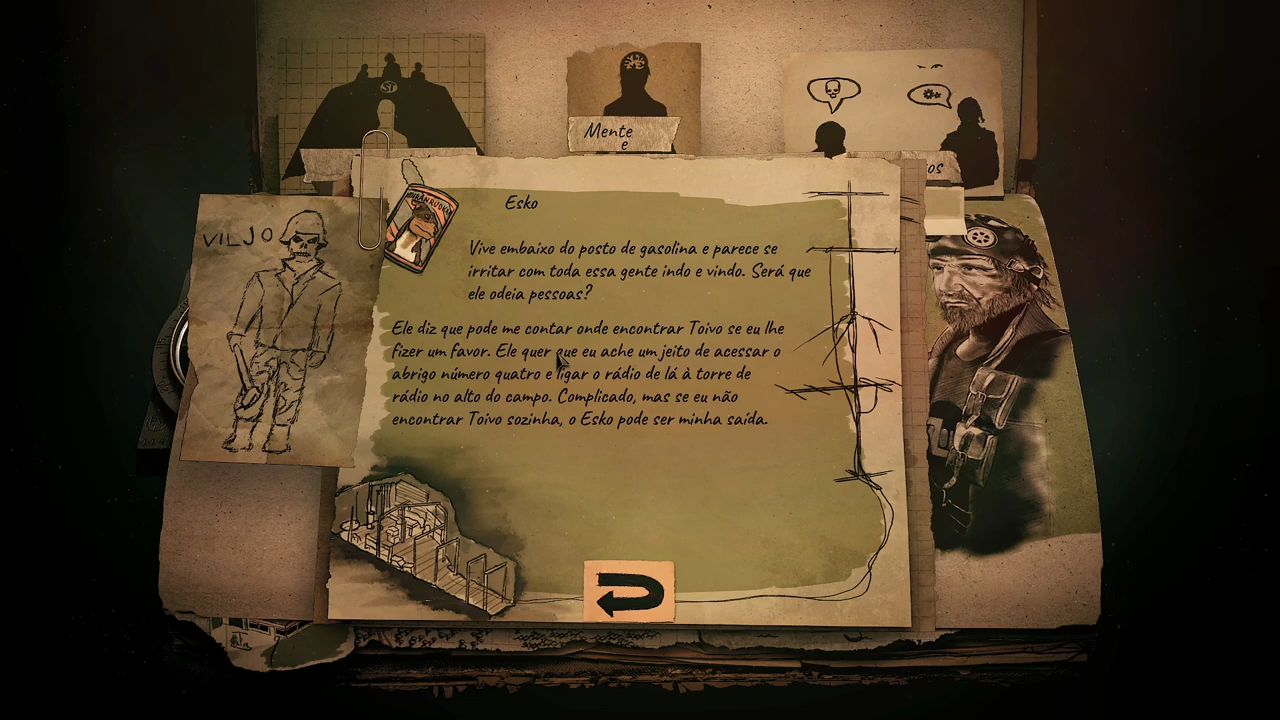 Mente
e
os
VILJO
Esko
Vive embaixo do posto de gasolina e parece se
irritar com toda essa gente indo e vindo. Será que
ele odeia pessoas?
Ele diz que pode me contar onde encontrar Toivo se eu lhe
fizer um favor. Ele quer que eu ache um jeito de acessar o
abrigo número quatro e ligar o rádio de lá à torre de
rádio no alto do campo. Complicado, mas se eu não
encontrar Toivo sozinha, o Esko pode ser minha saída.